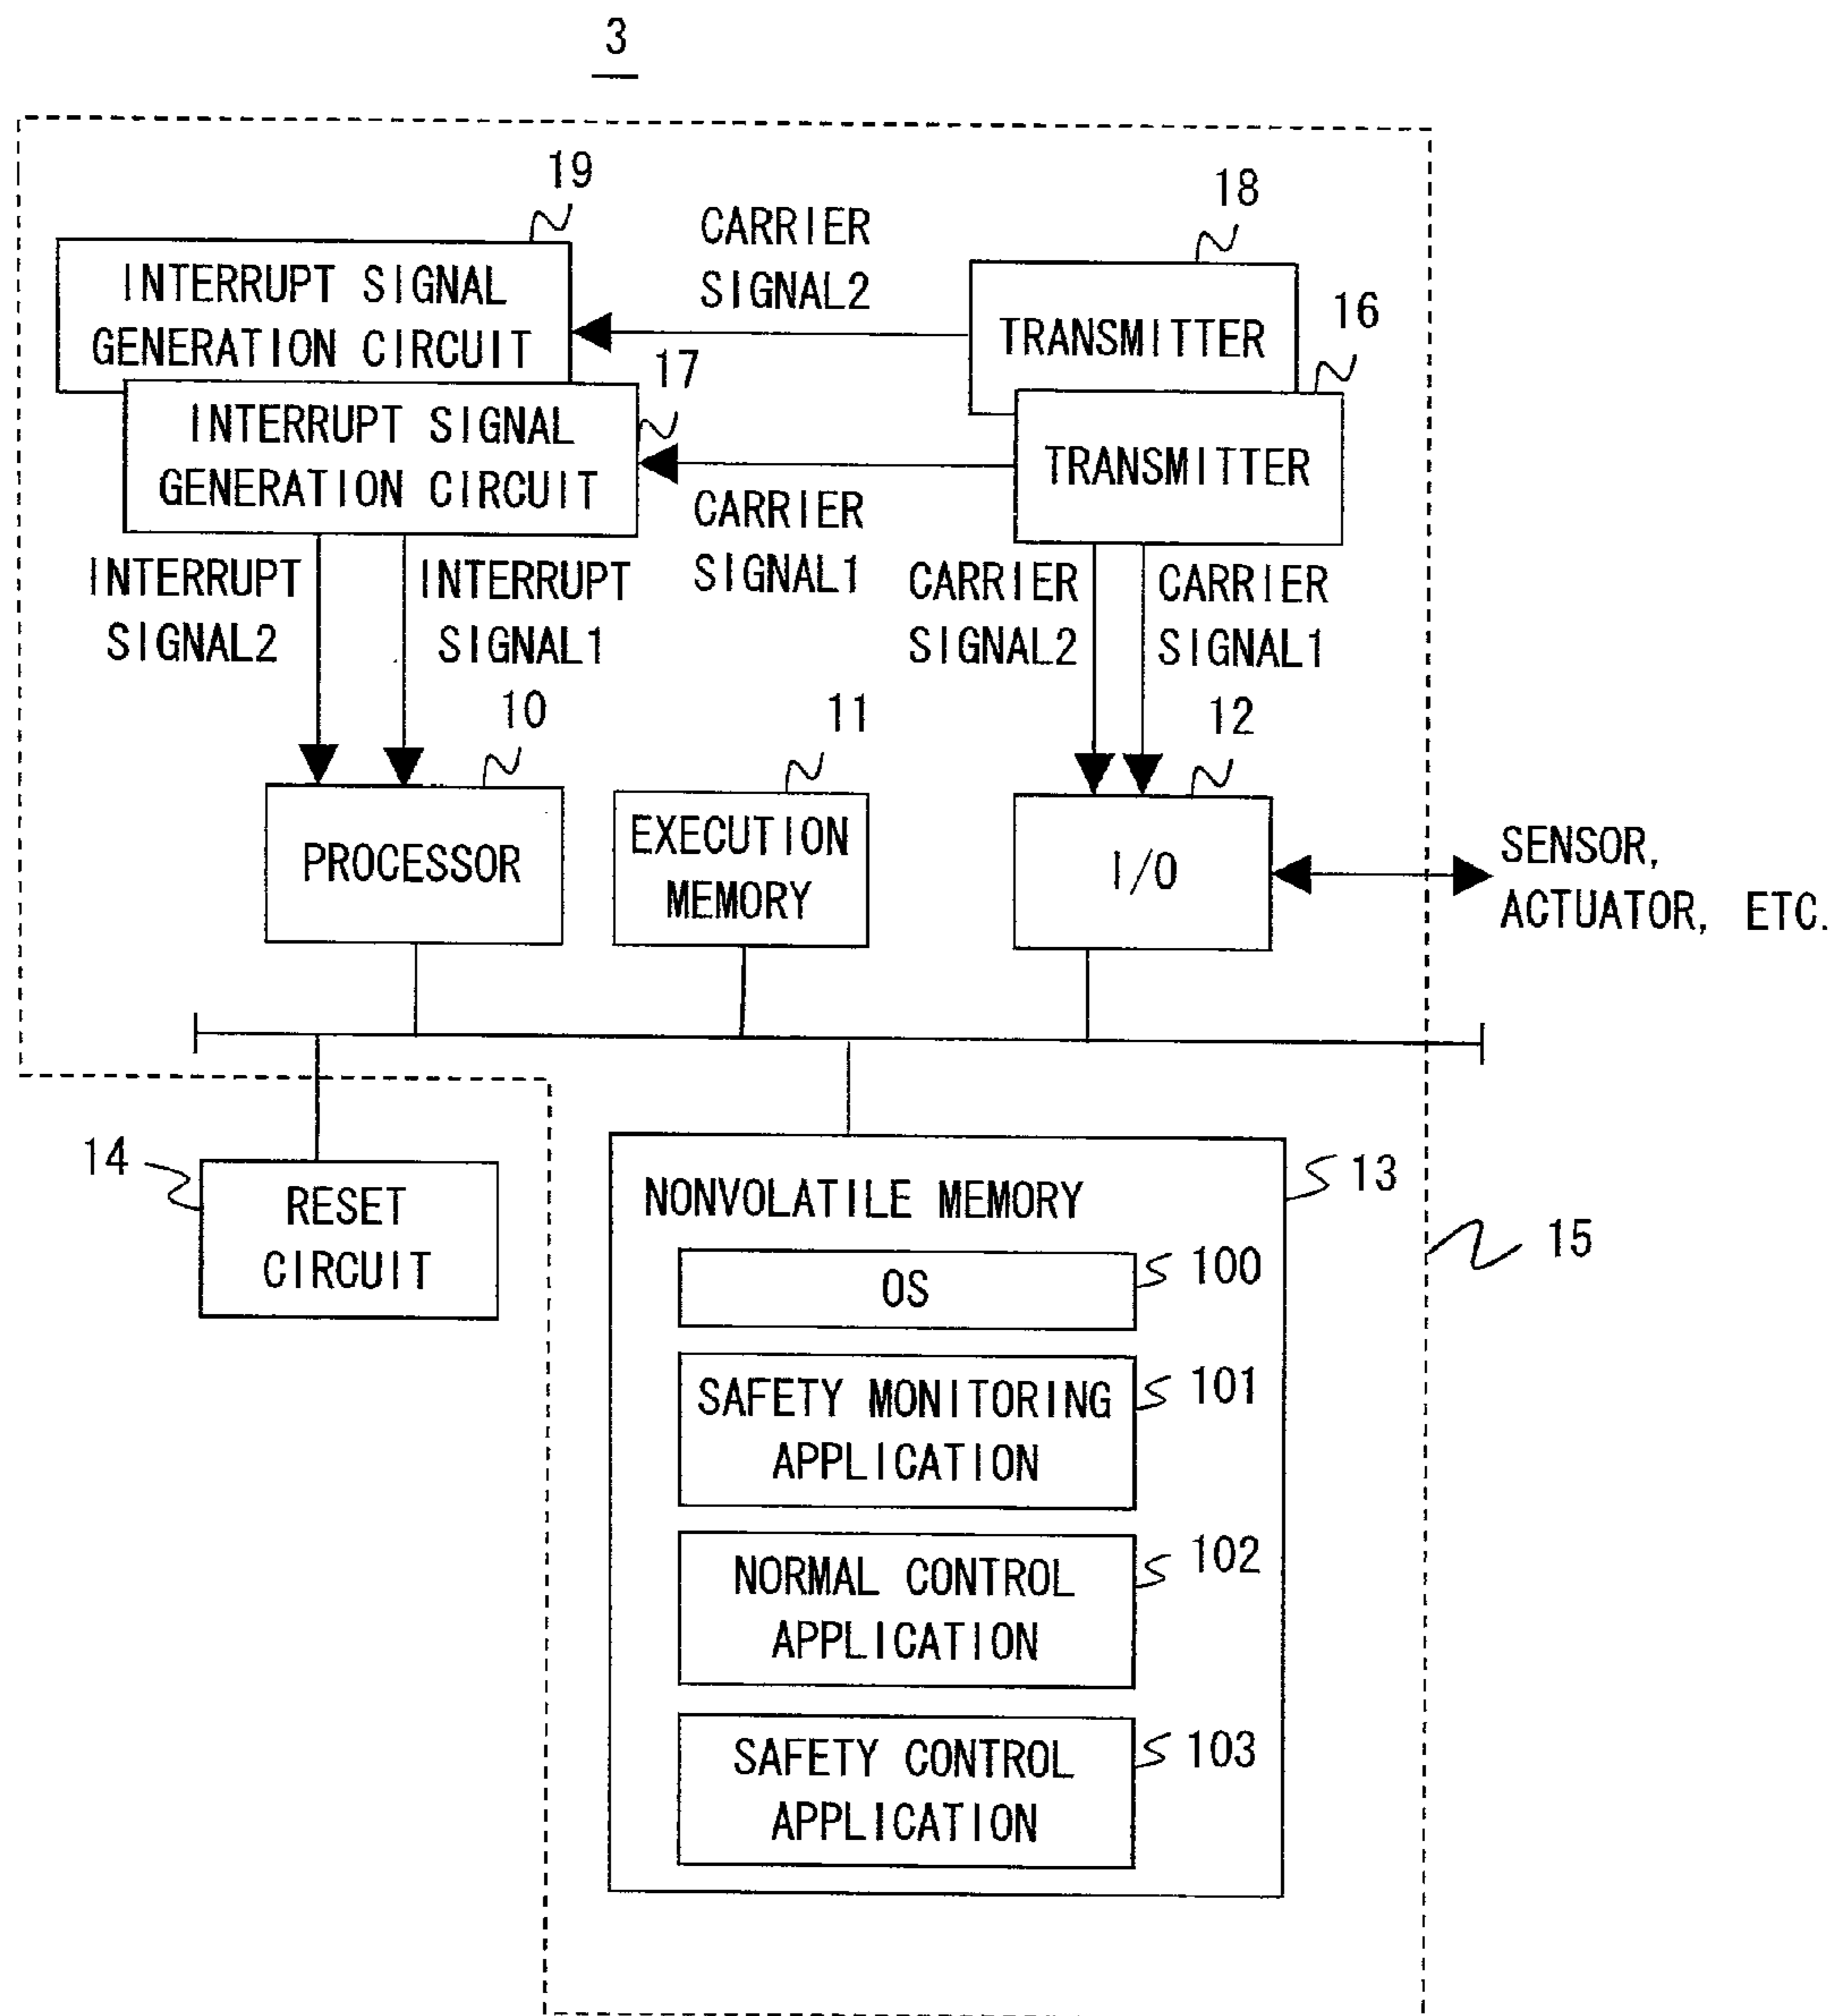 3
19
18
CARRIER
SIGNAL2
INTERRUPT SIGNAL
GENERATION CIRCUIT
TRANSMITTER
16
17
INTERRUPT SIGNAL
GENERATION CIRCUIT
TRANSMITTER
CARRIER
SIGNAL1
INTERRUPT
SIGNAL2
INTERRUPT
SIGNAL1
CARRIER
SIGNAL2
CARRIER
SIGNAL1
10
11
12
PROCESSOR
EXECUTION
MEMORY
I/O
SENSOR,
ACTUATOR, ETC.
14
RESET
CIRCUIT
13
NONVOLATILE MEMORY
15
OS
100
SAFETY MONITORING
APPLICATION
101
NORMAL CONTROL
APPLICATION
102
SAFETY CONTROL
APPLICATION
103